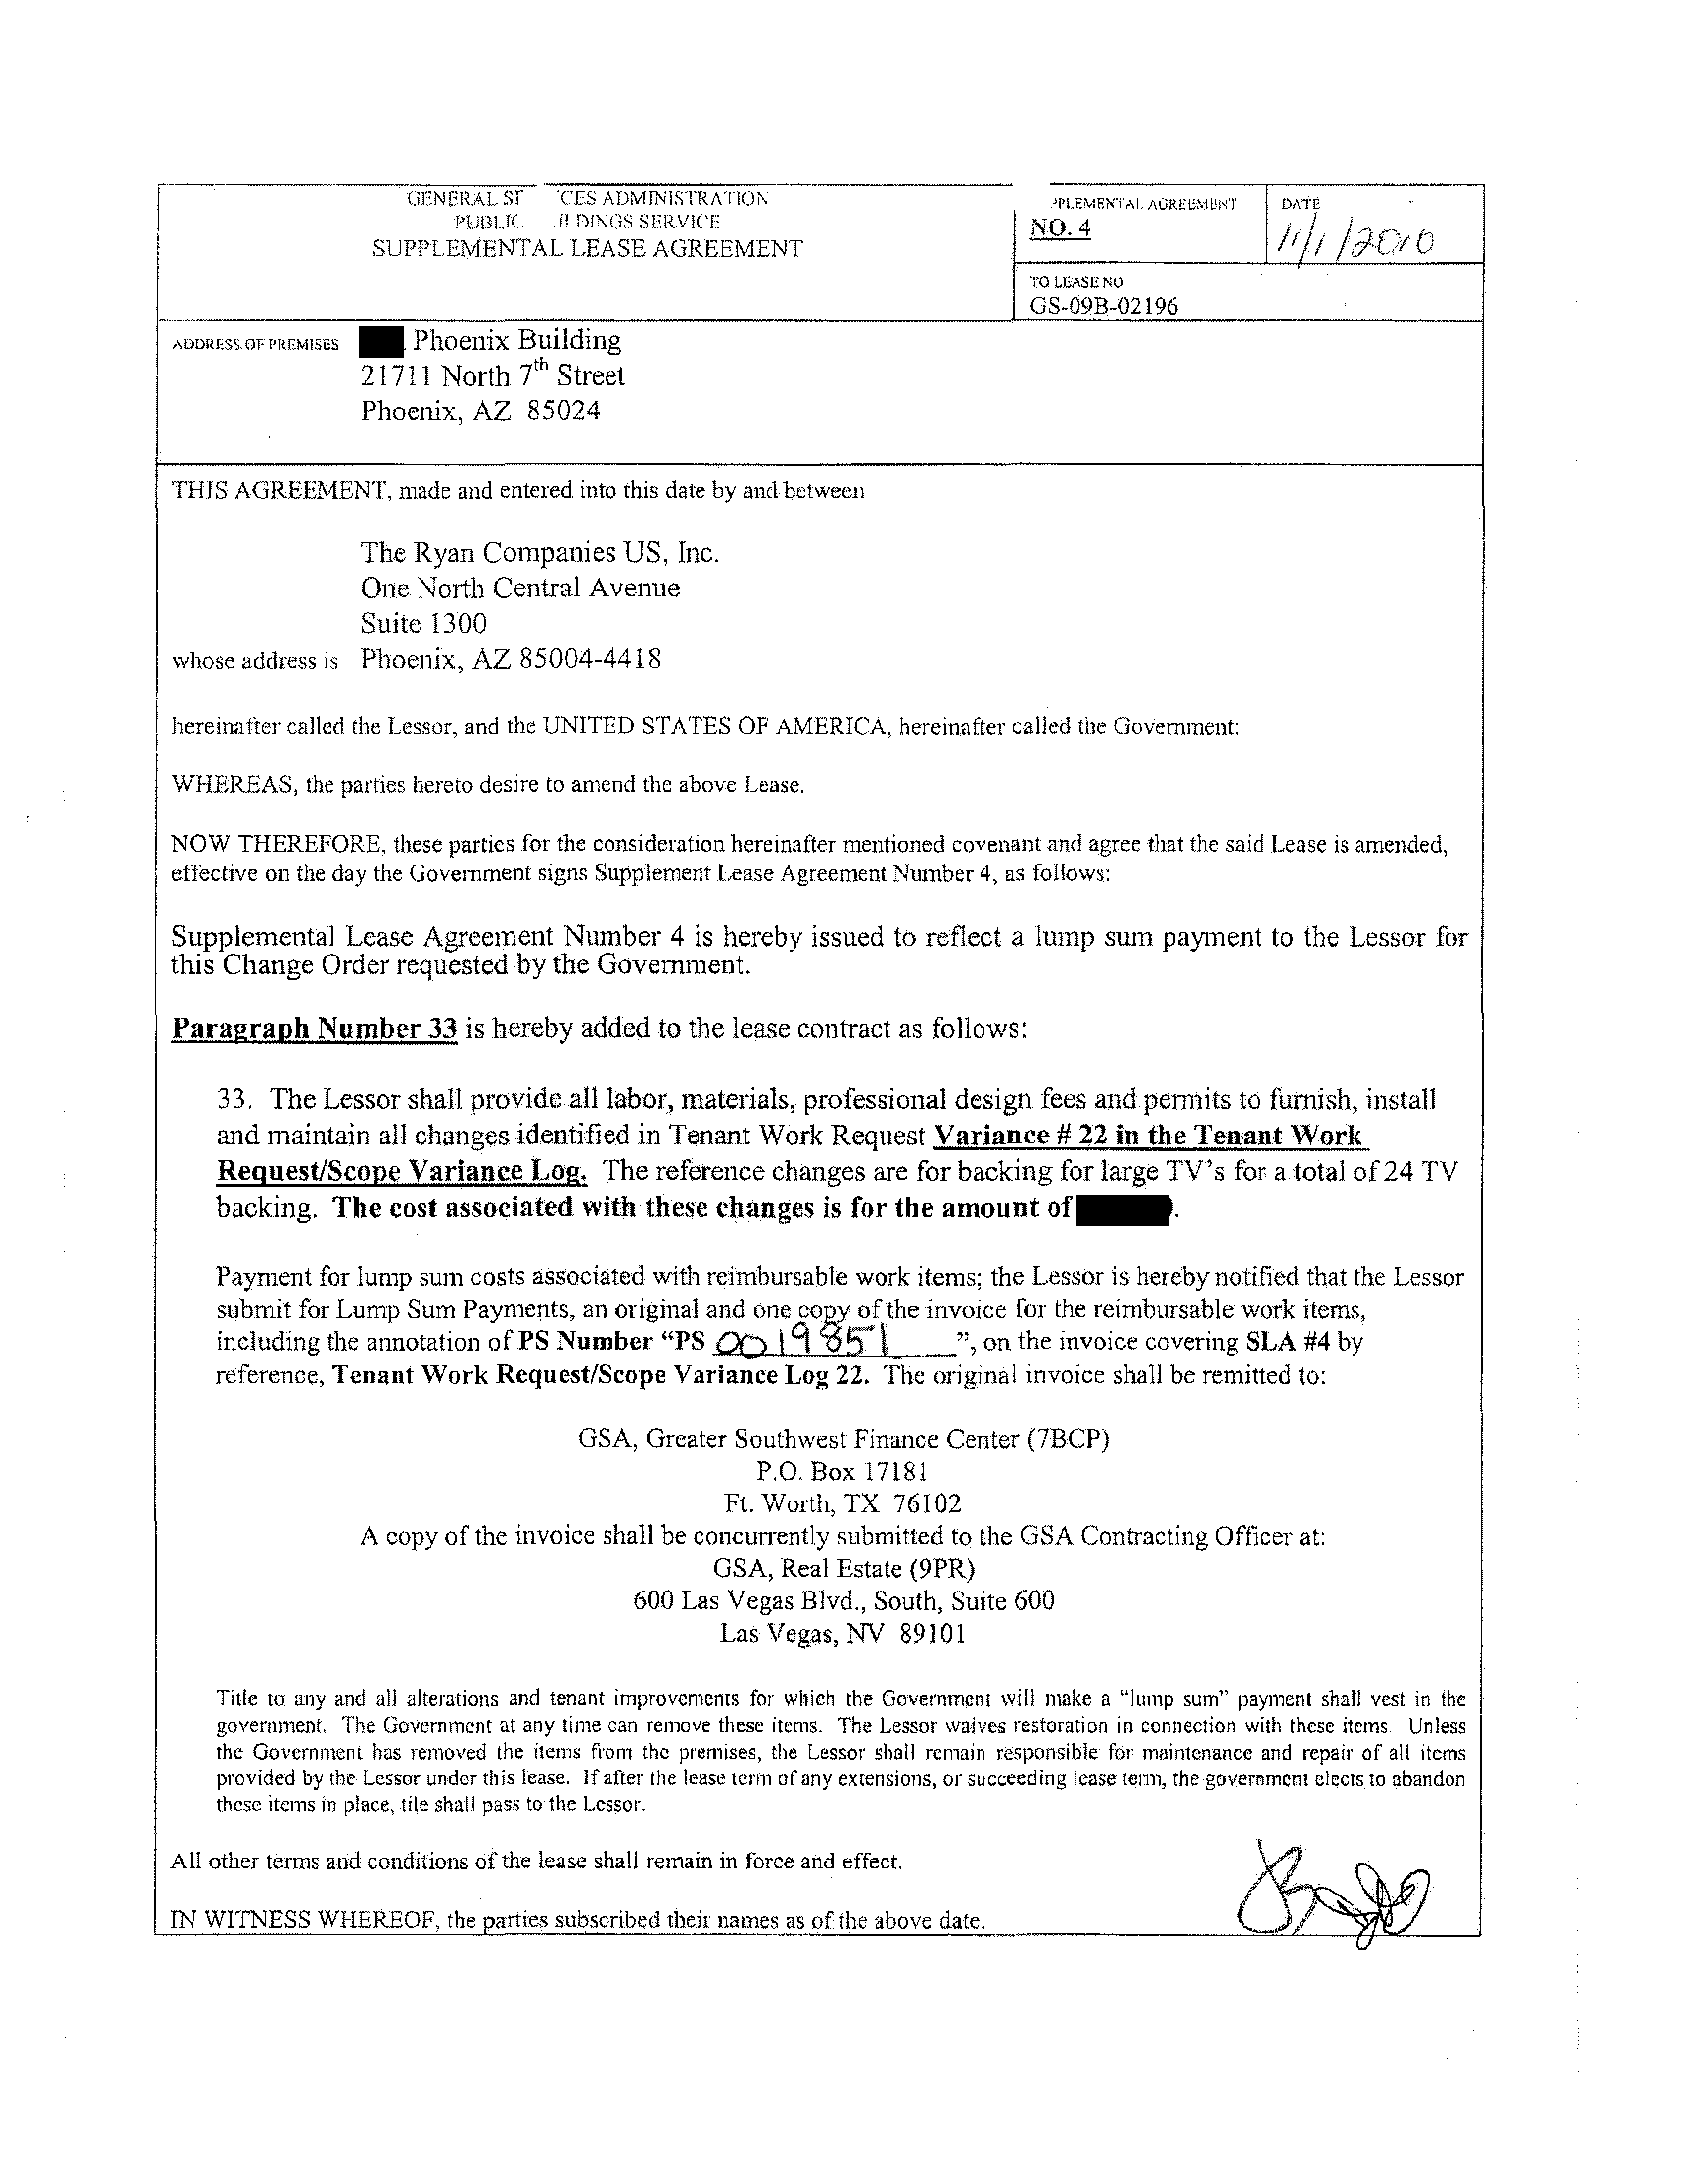 GENERAL SE CES ADMINISTRATION
PUBLIC ILDINGS SERVICE
SUPPLEMENTAL LEASE AGREEMENT
PPLEMENTAL AGREEMENT
NO. 4
DATE
11/1/2010
TO LEASE NO
GS-09B-02196
ADDRESS OF PREMISES
Phoenix Building
21711 North 7th Street
Phoenix, AZ 85024
THIS AGREEMENT, made and entered into this date by and between
The Ryan Companies US, Inc.
One North Central Avenue
Suite 1300
whose address is Phoenix, AZ 85004-4418
hereinafter called the Lessor, and the UNITED STATES OF AMERICA, hereinafter called the Government:
WHEREAS, the parties hereto desire to amend the above Lease.
NOW THEREFORE, these parties for the consideration hereinafter mentioned covenant and agree that the said Lease is amended,
effective on the day the Government signs Supplement Lease Agreement Number 4, as follows:
Supplemental Lease Agreement Number 4 is hereby issued to reflect a lump sum payment to the Lessor for
this Change Order requested by the Government.
Paragraph Number 33 is hereby added to the lease contract as follows:
33. The Lessor shall provide all labor, materials, professional design fees and permits to furnish, install
and maintain all changes identified in Tenant Work Request Variance # 22 in the Tenant Work
Request/Scope Variance Log. The reference changes are for backing for large TV's for a total of 24 TV
backing. The cost associated with these changes is for the amount of .
Payment for lump sum costs associated with reimbursable work items; the Lessor is hereby notified that the Lessor
submit for Lump Sum Payments, an original and one copy of the invoice for the reimbursable work items,
including the annotation of PS Number “PS 0019851 ”, on the invoice covering SLA #4 by
reference, Tenant Work Request/Scope Variance Log 22. The original invoice shall be remitted to:
GSA, Greater Southwest Finance Center (7BCP)
P.O. Box 17181
Ft. Worth, TX 76102
A copy of the invoice shall be concurrently submitted to the GSA Contracting Officer at:
GSA, Real Estate (9PR)
600 Las Vegas Blvd., South, Suite 600
Las Vegas, NV 89101
Title to any and all alterations and tenant improvements for which the Government will make a “lump sum” payment shall vest in the
government. The Government at any time can remove these items. The Lessor waives restoration in connection with these items. Unless
the Government has removed the items from the premises, the Lessor shall remain responsible for maintenance and repair of all items
provided by the Lessor under this lease. If after the lease term of any extensions, or succeeding lease term, the government elects to abandon
these items in place, tile shall pass to the Lessor.
All other terms and conditions of the lease shall remain in force and effect.
IN WITNESS WHEREOF, the parties subscribed their names as of the above date.